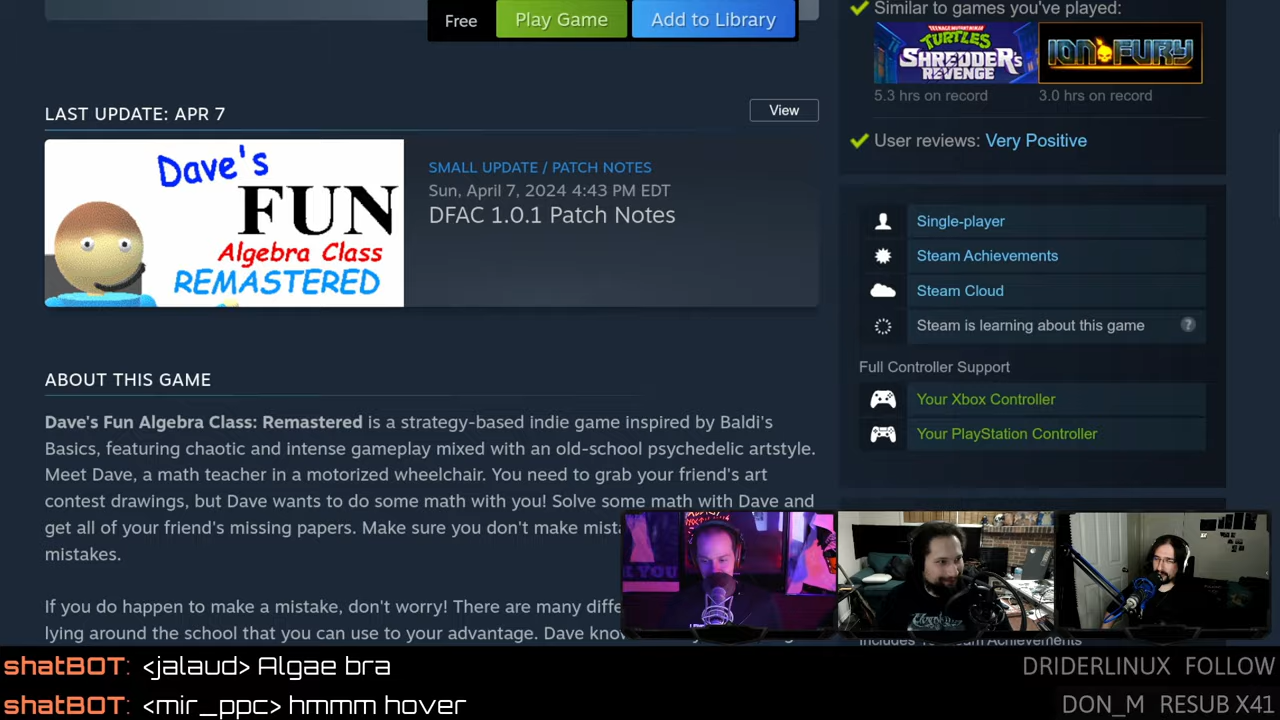 Free
Play Game
Add to Library
LAST UPDATE: APR 7
View
Dave's
FUN
Algebra Class
REMASTERED
SMALL UPDATE / PATCH NOTES
Sun, April 7, 2024 4:43 PM EDT
DFAC 1.0.1 Patch Notes
ABOUT THIS GAME
Dave's Fun Algebra Class: Remastered is a strategy-based indie game inspired by Baldi's
Basics, featuring chaotic and intense gameplay mixed with an old-school psychedelic artstyle.
Meet Dave, a math teacher in a motorized wheelchair. You need to grab your friend's art
contest drawings, but Dave wants to do some math with you! Solve some math with Dave and
get all of your friend's missing papers. Make sure you don't make
mistakes.
If you do happen to make a mistake, don't worry! There are many
lying around the school that you can use to your advantage. Dave
Similar to games you've played:
TEENAGE MUTANT NINJA
TURTLES
SHREDDER'S
REVENGE
ION FURY
5.3 hrs on record
3.0 hrs on record
User reviews: Very Positive
Single-player
Steam Achievements
Steam Cloud
Steam is learning about this game
?
Full Controller Support
Your Xbox Controller
Your PlayStation Controller
shatBOT: <jalaud> Algae bra
shatBOT: <mir_ppc> hmmm hover
DRIDERLINUX FOLLOW
DON_M RESUB X41